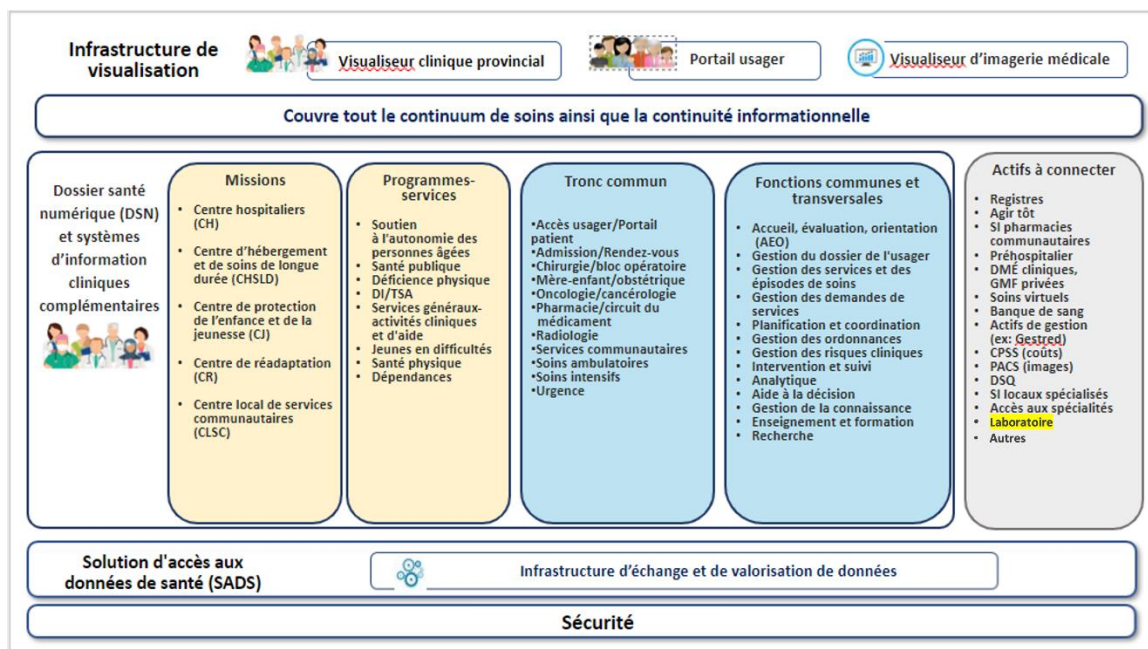 Infrastructure de
visualisation
Visualiseur clinique provincial
Portail usager
Visualiseur d'imagerie médicale
Couvre tout le continuum de soins ainsi que la continuité informationnelle
Dossier santé
numérique (DSN)
et systèmes
d'information
cliniques
complémentaires
Missions
• Centre hospitaliers
(CH)
• Centre d'hébergement
et de soins de longue
durée (CHSLD)
• Centre de protection
de l'enfance et de la
jeunesse (CJ)
• Centre de réadaptation
(CR)
• Centre local de services
communautaires
(CLSC)
Programmes-
services
• Soutien
à l'autonomie des
personnes âgées
• Santé publique
• Déficience physique
• DI/TSA
• Services généraux-
activités cliniques
et d'aide
• Jeunes en difficultés
• Santé physique
• Dépendances
Tronc commun
•Accès usager/Portail
patient
•Admission/Rendez-vous
•Chirurgie/bloc opératoire
•Mère-enfant/obstétrique
•Oncologie/cancérologie
•Pharmacie/circuit du
médicament
•Radiologie
•Services communautaires
•Soins ambulatoires
•Soins intensifs
•Urgence
Fonctions communes et
transversales
• Accueil, évaluation, orientation
(AEO)
• Gestion du dossier de l'usager
• Gestion des services et des
épisodes de soins
• Gestion des demandes de
services
• Planification et coordination
• Gestion des ordonnances
• Gestion des risques cliniques
• Intervention et suivi
• Analytique
• Aide à la décision
• Gestion de la connaissance
• Enseignement et formation
• Recherche
Actifs à connecter
• Registres
• Agir tôt
• SI pharmacies
communautaires
• Préhospitalier
• DMÉ cliniques,
GMF privées
• Soins virtuels
• Banque de sang
• Actifs de gestion
(ex: Gestred)
• CPSS (coûts)
• PACS (images)
• DSQ
• SI locaux spécialisés
• Accès aux spécialités
• Laboratoire
• Autres
Solution d'accès aux
données de santé (SADS)
Infrastructure d'échange et de valorisation de données
Sécurité